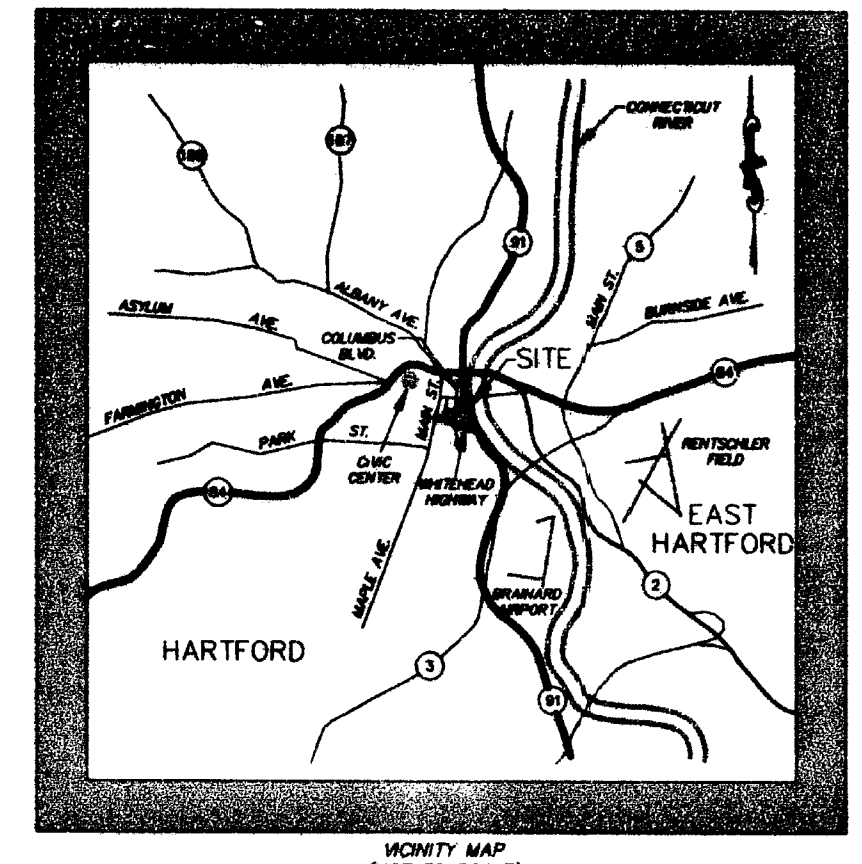 CONNECTICUT
RIVER
187
91
5
MAIN ST.
BURNSIDE AVE.
ALBANY AVE.
ASYLUM AVE.
COLUMBUS
BLVD.
SITE
84
FARMINGTON AVE.
MAIN ST.
PARK ST.
CIVIC
CENTER
WHITEHEAD
HIGHWAY
RENTSCHLER
FIELD
84
EAST
HARTFORD
MAPLE AVE.
BRAINARD
AIRPORT
2
HARTFORD
3
91
VICINITY MAP